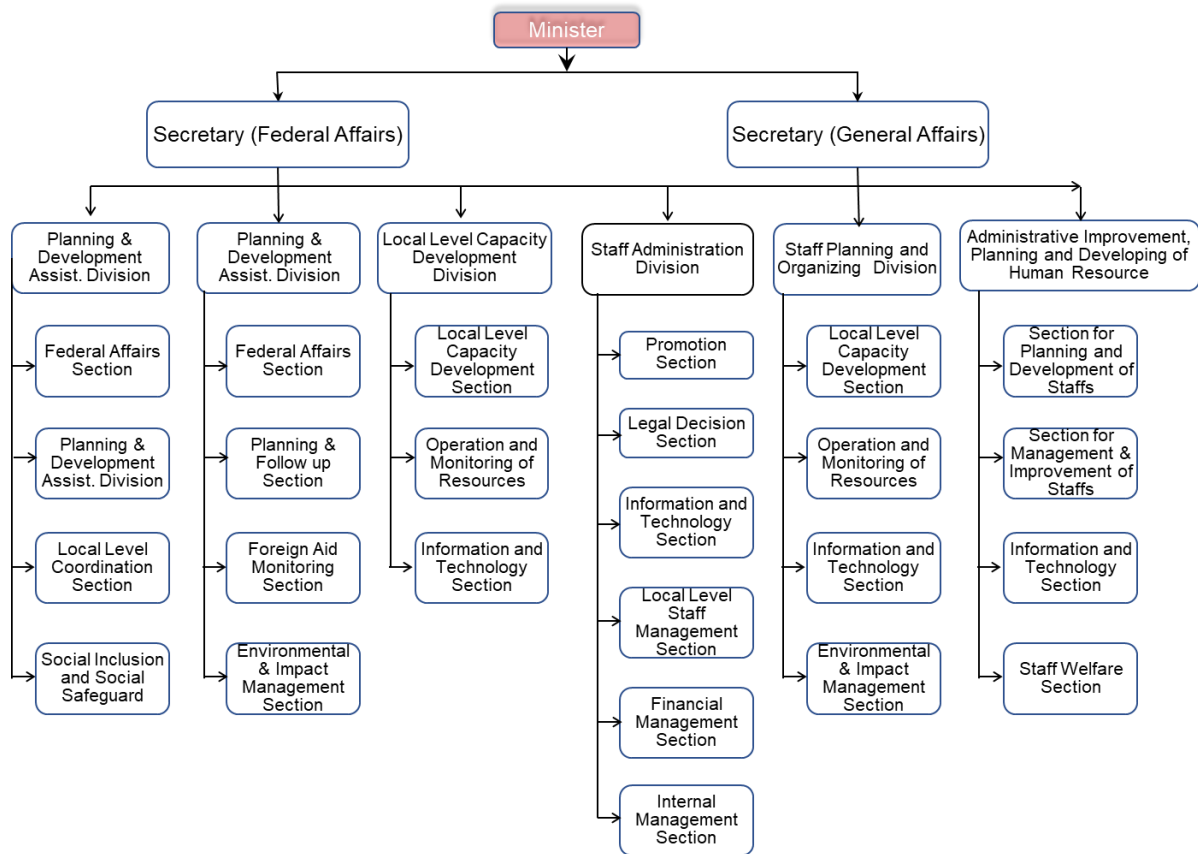 Minister
Secretary (Federal Affairs)
Secretary (General Affairs)
Planning &
Development
Assist. Division
Planning &
Development
Assist. Division
Local Level Capacity
Development
Division
Staff Administration
Division
Staff Planning and
Organizing Division
Administrative Improvement,
Planning and Developing of
Human Resource
Federal Affairs
Section
Planning &
Development
Assist. Division
Local Level
Coordination
Section
Social Inclusion
and Social
Safeguard
Federal Affairs
Section
Planning &
Follow up
Section
Foreign Aid
Monitoring
Section
Environmental
& Impact
Management
Section
Local Level
Capacity
Development
Section
Operation and
Monitoring of
Resources
Information and
Technology
Section
Promotion
Section
Legal Decision
Section
Information and
Technology
Section
Local Level
Staff
Management
Section
Financial
Management
Section
Internal
Management
Section
Local Level
Capacity
Development
Section
Operation and
Monitoring of
Resources
Information and
Technology
Section
Environmental
& Impact
Management
Section
Section for
Planning and
Development of
Staffs
Section for
Management &
Improvement of
Staffs
Information and
Technology
Section
Staff Welfare
Section